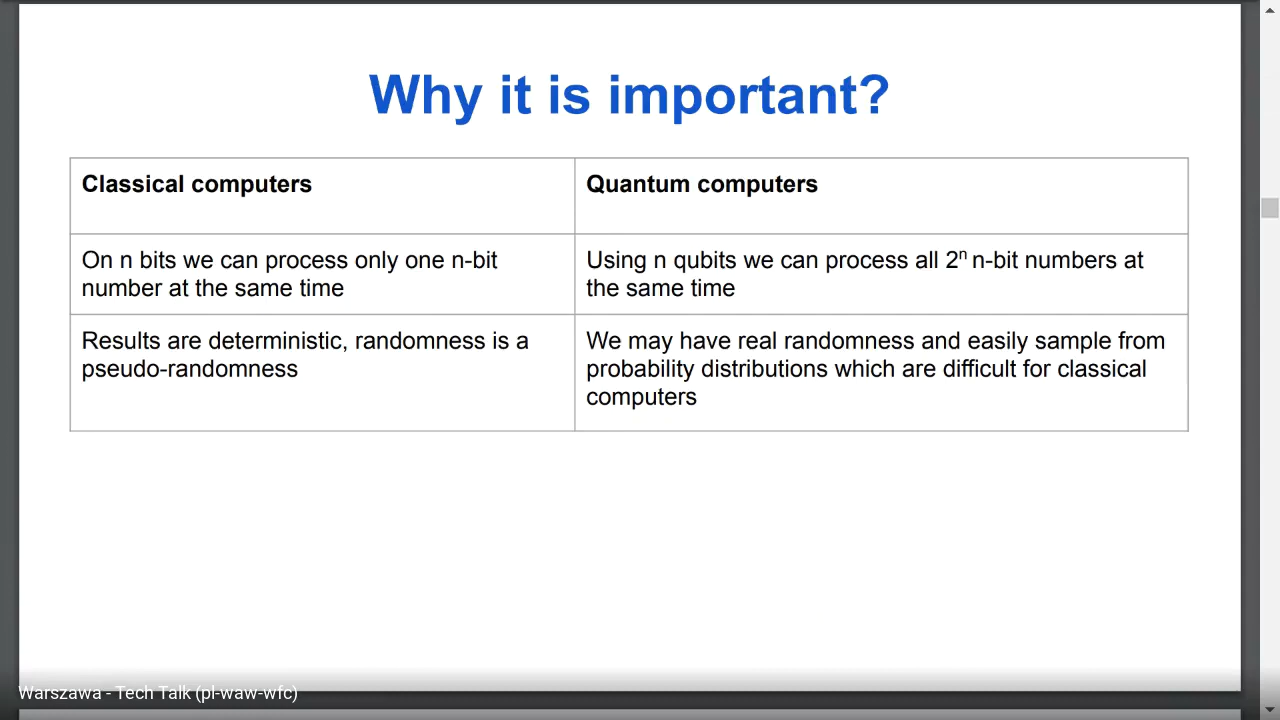 Why it is important?
Classical computers
Quantum computers
On n bits we can process only one n-bit
number at the same time
Using n qubits we can process all 2ⁿ n-bit numbers at
the same time
Results are deterministic, randomness is a
pseudo-randomness
We may have real randomness and easily sample from
probability distributions which are difficult for classical
computers
Warszawa - Tech Talk (pl-waw-wfc)